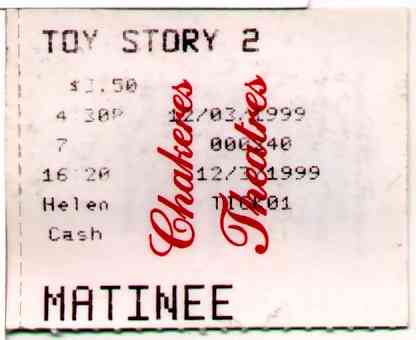 TOY STORY 2
$3.50
4 30P 12/03/1999
7 000340
16 20 12/3/1999
Helen TICK01
Cash
MATINEE
Chakeres
Theatres